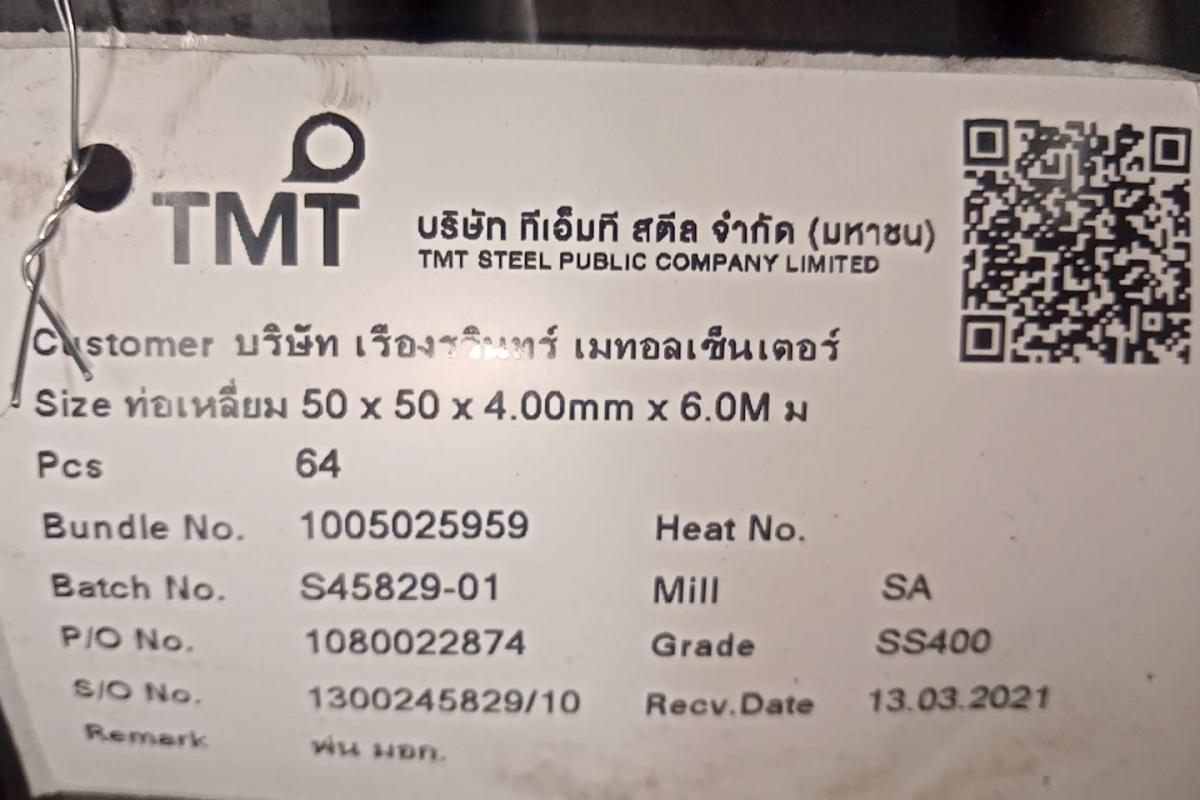 TMT
บริษัท ทีเอ็มที สตีล จำกัด (มหาชน)
TMT STEEL PUBLIC COMPANY LIMITED
Customer บริษัท เรืองรวินทร์ เมทอลเซ็นเตอร์
Size ท่อเหลี่ยม 50 x 50 x 4.00mm x 6.0M ม
Pcs 64
Bundle No. 1005025959 Heat No.
Batch No. S45829-01 Mill SA
P/O No. 1080022874 Grade SS400
S/O No. 1300245829/10 Recv.Date 13.03.2021
Remark พ่น มอก.